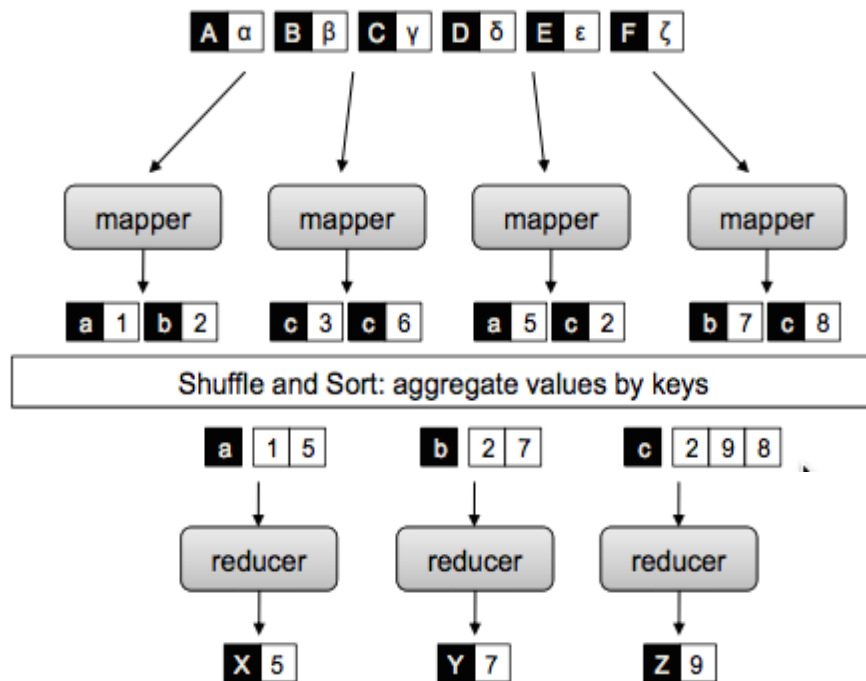 A α B β C γ D δ E ε F ζ
mapper mapper mapper mapper
a 1 b 2 c 3 c 6 a 5 c 2 b 7 c 8
Shuffle and Sort: aggregate values by keys
a 1 5 b 2 7 c 2 9 8
reducer reducer reducer
X 5 Y 7 Z 9